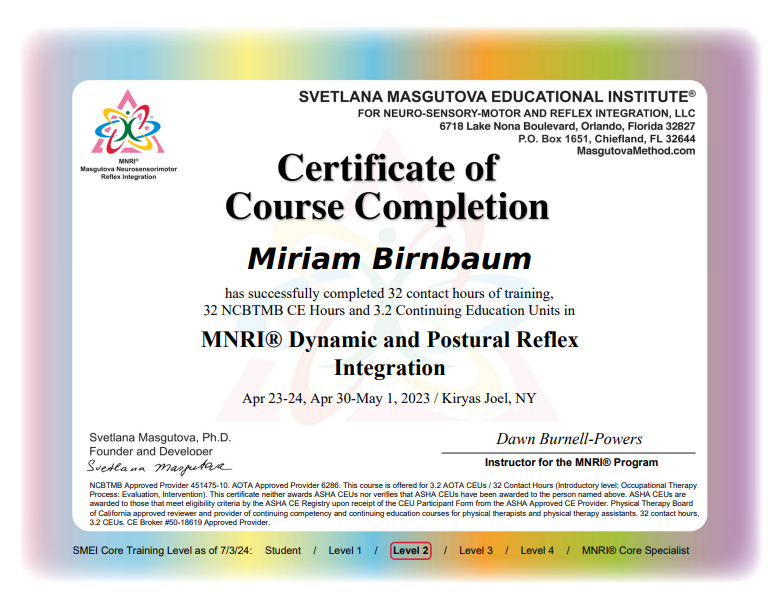 SVETLANA MASGUTOVA EDUCATIONAL INSTITUTE®
FOR NEURO-SENSORY-MOTOR AND REFLEX INTEGRATION, LLC
6718 Lake Nona Boulevard, Orlando, Florida 32827
P.O. Box 1651, Chiefland, FL 32644
MasgutovaMethod.com
MNRI®
Masgutova Neurosensorimotor
Reflex Integration
Certificate of
Course Completion
Miriam Birnbaum
has successfully completed 32 contact hours of training,
32 NCBTMB CE Hours and 3.2 Continuing Education Units in
MNRI® Dynamic and Postural Reflex
Integration
Apr 23-24, Apr 30-May 1, 2023 / Kiryas Joel, NY
Svetlana Masgutova, Ph.D.
Founder and Developer
Svetlana Masgutova
Dawn Burnell-Powers
Instructor for the MNRI® Program
NCBTMB Approved Provider 451475-10. AOTA Approved Provider 6286. This course is offered for 3.2 AOTA CEUs / 32 Contact Hours (Introductory level; Occupational Therapy
Process: Evaluation, Intervention). This certificate neither awards ASHA CEUs nor verifies that ASHA CEUs have been awarded to the person named above. ASHA CEUs are
awarded to those that meet eligibility criteria by the ASHA CE Registry upon receipt of the CEU Participant Form from the ASHA Approved CE Provider. Physical Therapy Board
of California approved reviewer and provider of continuing competency and continuing education courses for physical therapists and physical therapy assistants. 32 contact hours,
3.2 CEUs. CE Broker #50-18619 Approved Provider.
SMEI Core Training Level as of 7/3/24: Student / Level 1 / Level 2 / Level 3 / Level 4 / MNRI® Core Specialist